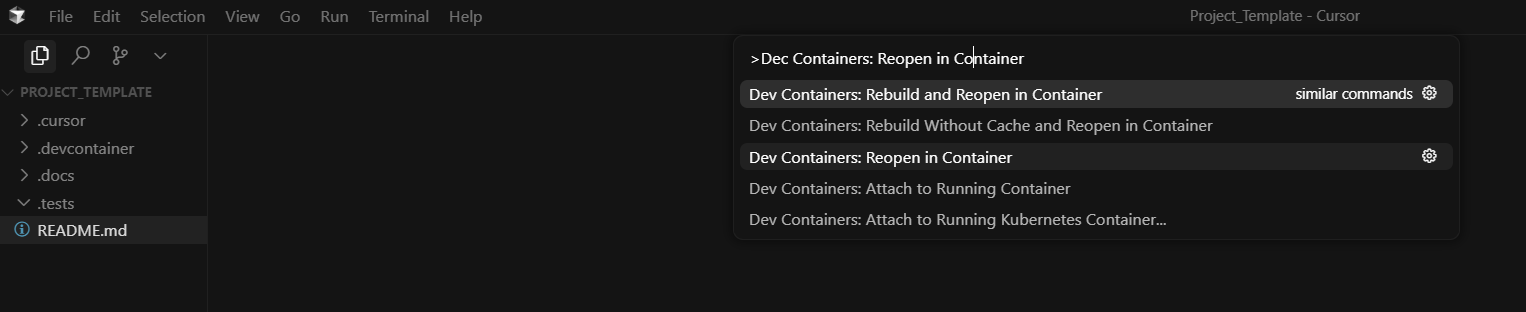 File Edit Selection View Go Run Terminal Help
Project_Template - Cursor
PROJECT_TEMPLATE
.cursor
.devcontainer
.docs
.tests
README.md
>Dec Containers: Reopen in Container
Dev Containers: Rebuild and Reopen in Container similar commands
Dev Containers: Rebuild Without Cache and Reopen in Container
Dev Containers: Reopen in Container
Dev Containers: Attach to Running Container
Dev Containers: Attach to Running Kubernetes Container...